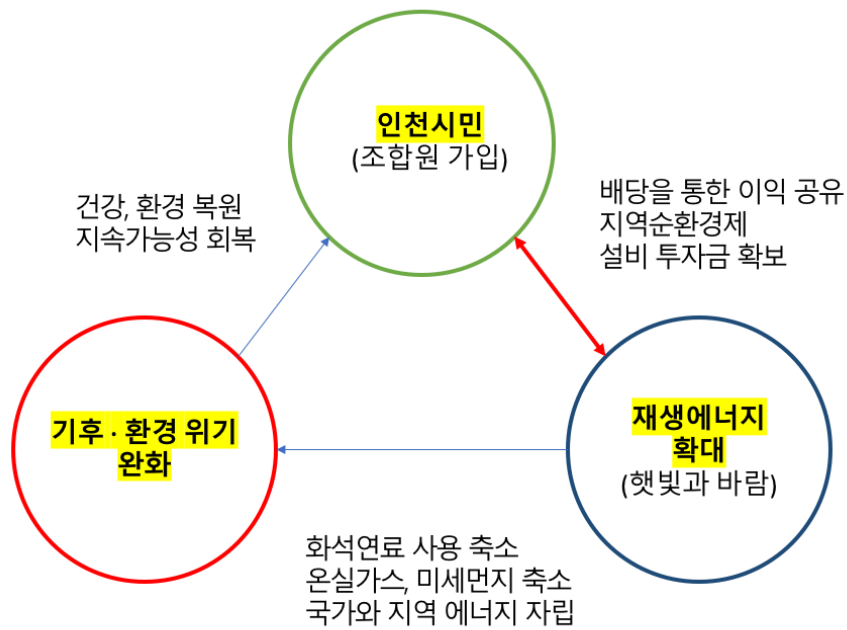 인천시민
(조합원 가입)
건강, 환경 복원
지속가능성 회복
배당을 통한 이익 공유
지역순환경제
설비 투자금 확보
기후 · 환경 위기
완화
재생에너지
확대
(햇빛과 바람)
화석연료 사용 축소
온실가스, 미세먼지 축소
국가와 지역 에너지 자립